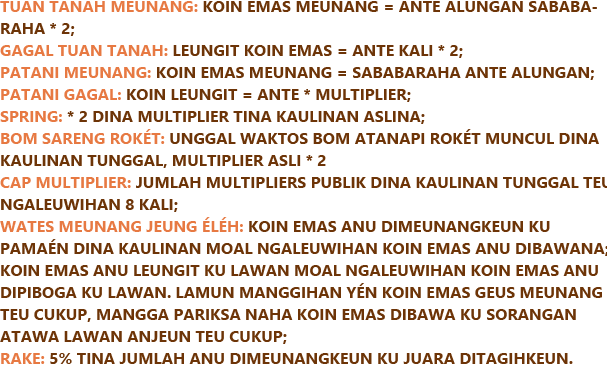 TUAN TANAH MEUNANG: KOIN EMAS MEUNANG = ANTE ALUNGAN SABABA-
RAHA * 2;
GAGAL TUAN TANAH: LEUNGIT KOIN EMAS = ANTE KALI * 2;
PATANI MEUNANG: KOIN EMAS MEUNANG = SABABARAHA ANTE ALUNGAN;
PATANI GAGAL: KOIN LEUNGIT = ANTE * MULTIPLIER;
SPRING: * 2 DINA MULTIPLIER TINA KAULINAN ASLINA;
BOM SARENG ROKÉT: UNGGAL WAKTOS BOM ATANAPI ROKÉT MUNCUL DINA
KAULINAN TUNGGAL, MULTIPLIER ASLI * 2
CAP MULTIPLIER: JUMLAH MULTIPLIERS PUBLIK DINA KAULINAN TUNGGAL TEU
NGALEUWIHAN 8 KALI;
WATES MEUNANG JEUNG ÉLÉH: KOIN EMAS ANU DIMEUNANGKEUN KU
PAMAÉN DINA KAULINAN MOAL NGALEUWIHAN KOIN EMAS ANU DIBAWANA;
KOIN EMAS ANU LEUNGIT KU LAWAN MOAL NGALEUWIHAN KOIN EMAS ANU
DIPIBOGA KU LAWAN. LAMUN MANGGIHAN YÉN KOIN EMAS GEUS MEUNANG
TEU CUKUP, MANGGA PARIKSA NAHA KOIN EMAS DIBAWA KU SORANGAN
ATAWA LAWAN ANJEUN TEU CUKUP;
RAKE: 5% TINA JUMLAH ANU DIMEUNANGKEUN KU JUARA DITAGIHKEUN.